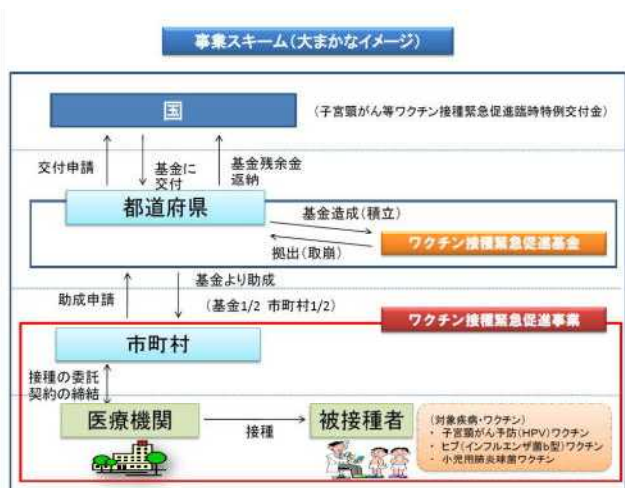 事業スキーム(大まかなイメージ)
国
(子宮頸がん等ワクチン接種緊急促進臨時特例交付金)
交付申請
基金に
交付
基金残余金
返納
都道府県
基金造成(積立)
拠出(取崩)
ワクチン接種緊急促進基金
助成申請
基金より助成
(基金1/2 市町村1/2)
ワクチン接種緊急促進事業
市町村
接種の委託
契約の締結
医療機関
接種
被接種者
(対象疾病・ワクチン)
・ 子宮頸がん予防(HPV)ワクチン
・ ヒブ(インフルエンザ菌b型)ワクチン
・ 小児用肺炎球菌ワクチン